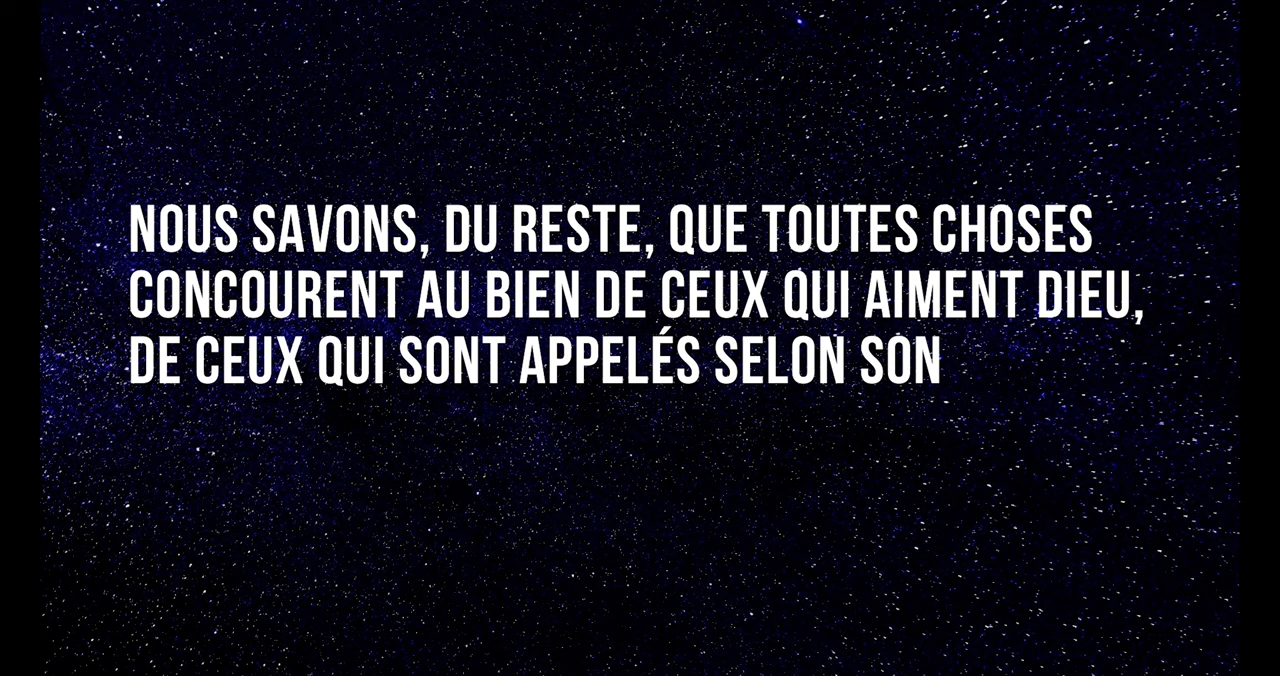 NOUS SAVONS, DU RESTE, QUE TOUTES CHOSES
CONCOURENT AU BIEN DE CEUX QUI AIMENT DIEU,
DE CEUX QUI SONT APPELÉS SELON SON